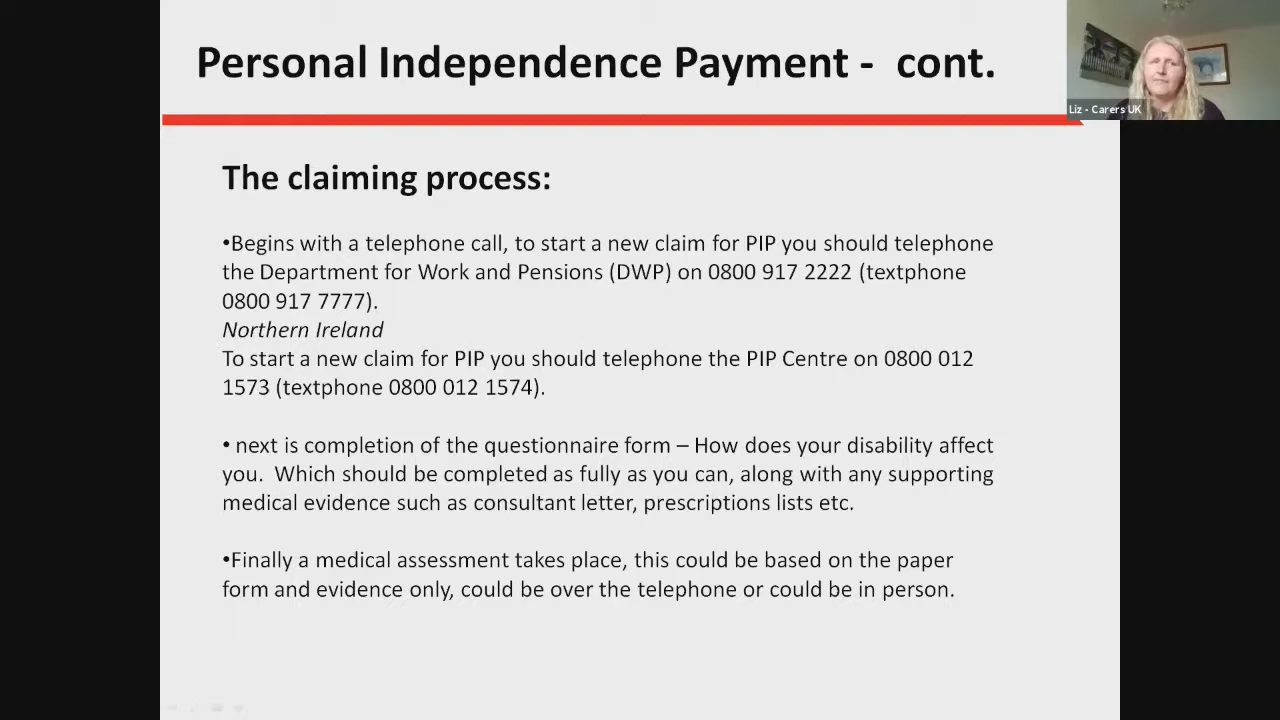 Personal Independence Payment -  cont.
Liz - Carers UK
The claiming process:
•Begins with a telephone call, to start a new claim for PIP you should telephone
the Department for Work and Pensions (DWP) on 0800 917 2222 (textphone
0800 917 7777).
Northern Ireland
To start a new claim for PIP you should telephone the PIP Centre on 0800 012
1573 (textphone 0800 012 1574).
• next is completion of the questionnaire form – How does your disability affect
you.  Which should be completed as fully as you can, along with any supporting
medical evidence such as consultant letter, prescriptions lists etc.
•Finally a medical assessment takes place, this could be based on the paper
form and evidence only, could be over the telephone or could be in person.